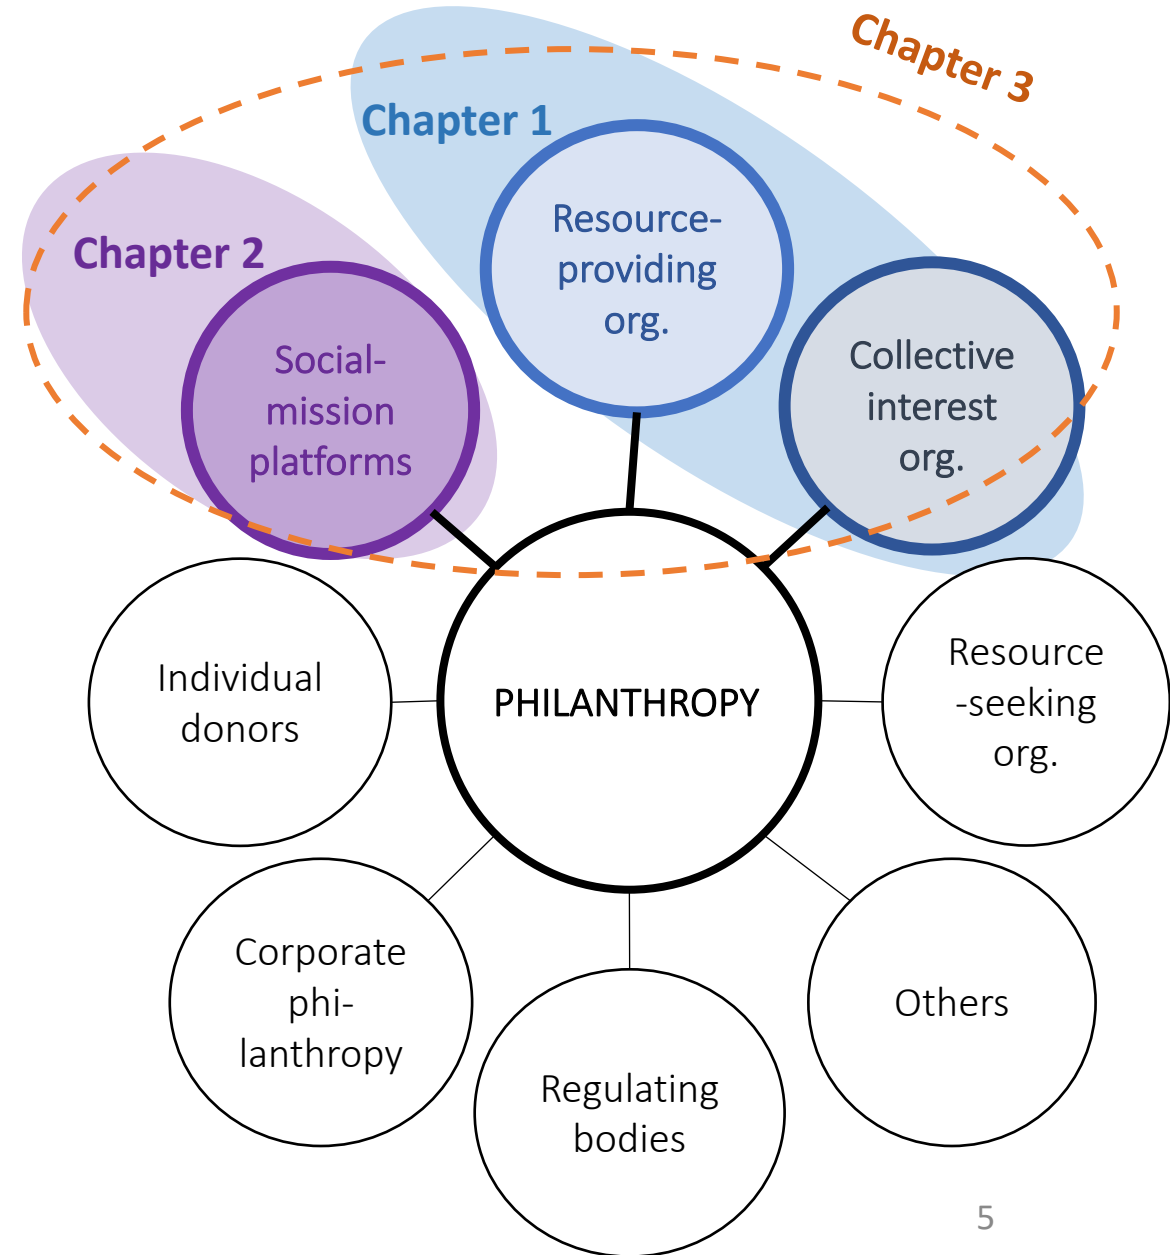 Chapter 3
Chapter 1
Resource-
providing
org.
Chapter 2
Social-
mission
platforms
Collective
interest
org.
PHILANTHROPY
Individual
donors
Resource
-seeking
org.
Corporate
phi-
lanthropy
Others
Regulating
bodies
5